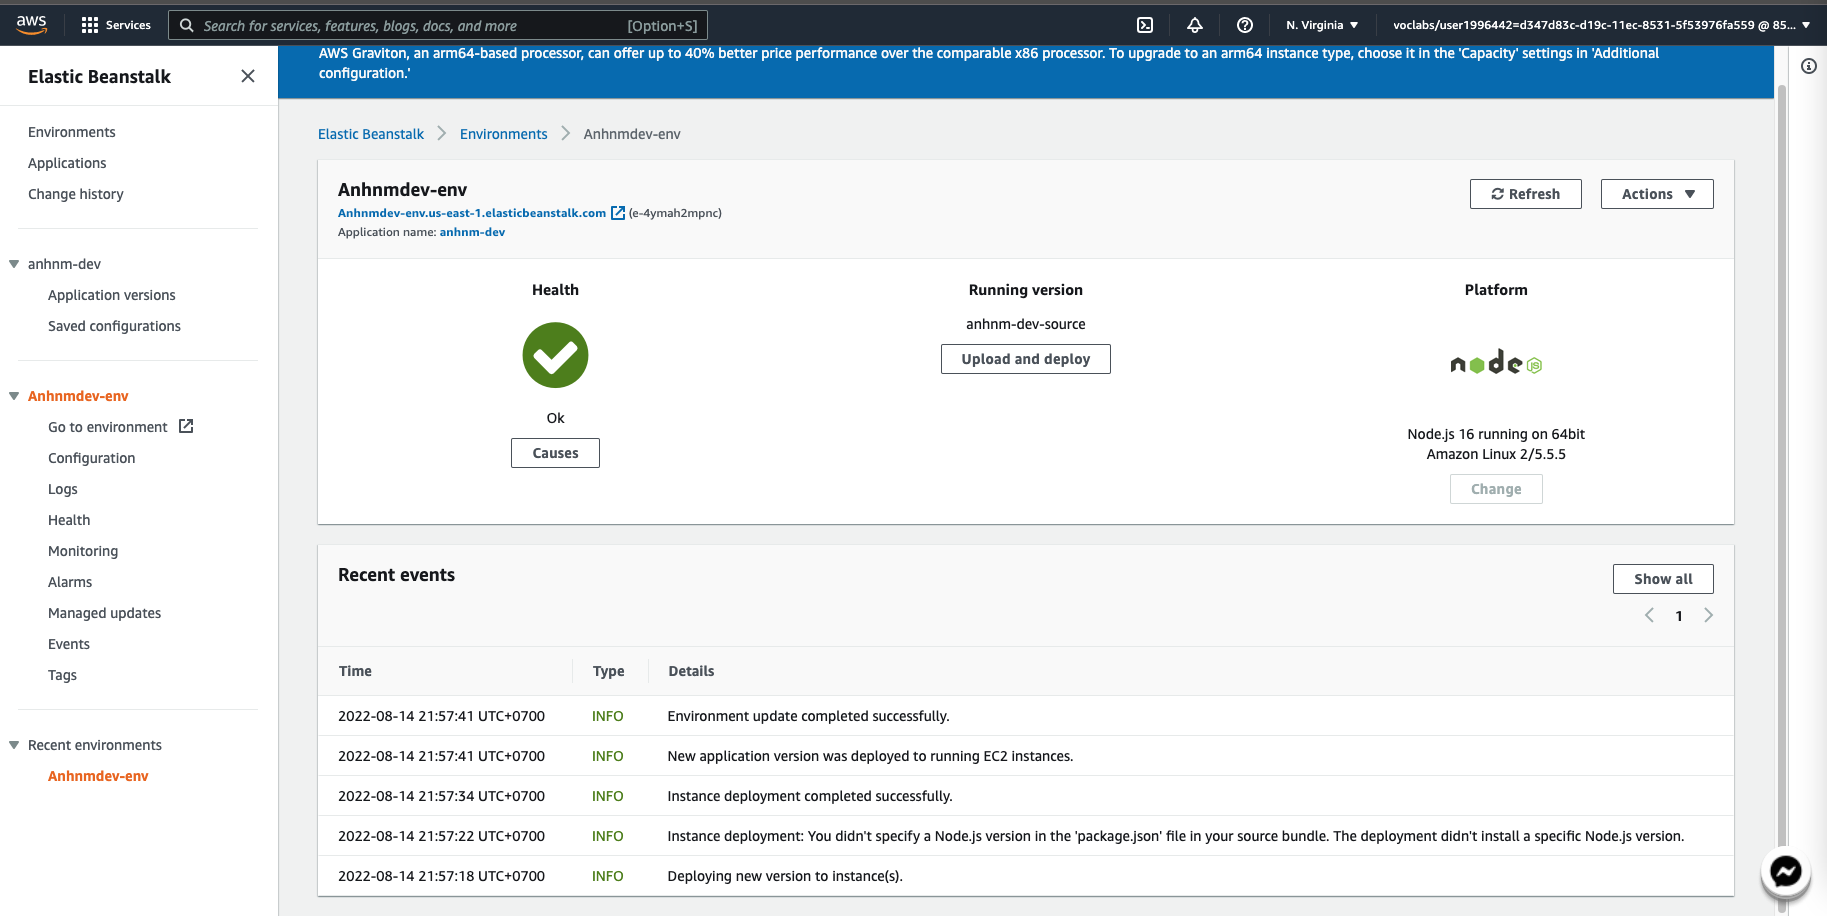 aws
Services
Search for services, features, blogs, docs, and more
[Option+S]
N. Virginia
voclabs/user1996442=d347d83c-d19c-11ec-8531-5f53976fa559 @ 85...
AWS Graviton, an arm64-based processor, can offer up to 40% better price performance over the comparable x86 processor. To upgrade to an arm64 instance type, choose it in the 'Capacity' settings in 'Additional
configuration.'
Elastic Beanstalk
Environments
Applications
Change history
anhnm-dev
Application versions
Saved configurations
Anhnmdev-env
Go to environment
Configuration
Logs
Health
Monitoring
Alarms
Managed updates
Events
Tags
Recent environments
Anhnmdev-env
Elastic Beanstalk
Environments
Anhnmdev-env
Anhnmdev-env
Anhnmdev-env.us-east-1.elasticbeanstalk.com (e-4ymah2mpnc)
Application name: anhnm-dev
Refresh
Actions
Health
Ok
Causes
Running version
anhnm-dev-source
Upload and deploy
Platform
node JS
Node.js 16 running on 64bit
Amazon Linux 2/5.5.5
Change
Recent events
Show all
1
Time Type Details
2022-08-14 21:57:41 UTC+0700 INFO Environment update completed successfully.
2022-08-14 21:57:41 UTC+0700 INFO New application version was deployed to running EC2 instances.
2022-08-14 21:57:34 UTC+0700 INFO Instance deployment completed successfully.
2022-08-14 21:57:22 UTC+0700 INFO Instance deployment: You didn't specify a Node.js version in the 'package.json' file in your source bundle. The deployment didn't install a specific Node.js version.
2022-08-14 21:57:18 UTC+0700 INFO Deploying new version to instance(s).